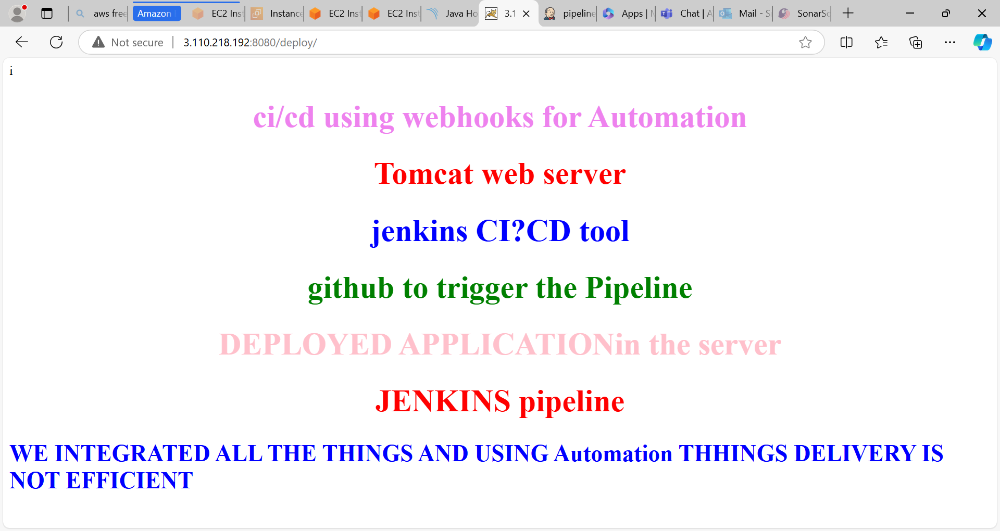 aws free
Amazon
EC2 Inst
Instance
EC2 Inst
EC2 Inst
Java Ho
3.1
pipeline
Apps |
Chat | A
Mail - S
SonarSc
Not secure
3.110.218.192:8080/deploy/
i
ci/cd using webhooks for Automation
Tomcat web server
jenkins CI?CD tool
github to trigger the Pipeline
DEPLOYED APPLICATIONin the server
JENKINS pipeline
WE INTEGRATED ALL THE THINGS AND USING Automation THHINGS DELIVERY IS
NOT EFFICIENT